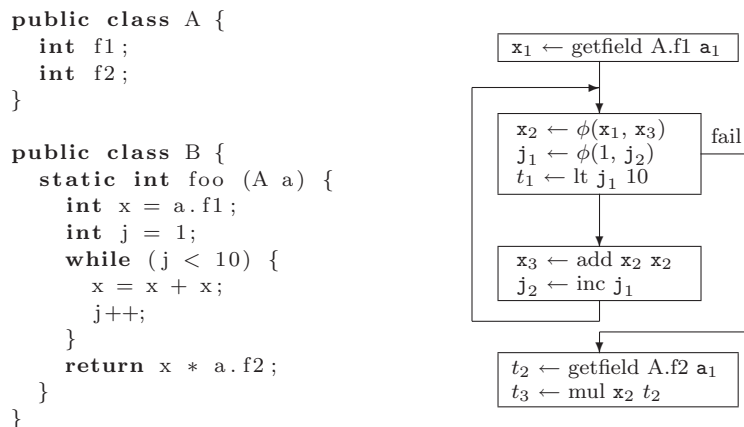 public class A {
int f1;
int f2;
}
public class B {
static int foo (A a) {
int x = a.f1;
int j = 1;
while (j < 10) {
x = x + x;
j++;
}
return x * a.f2;
}
}
x₁ ← getfield A.f1 a₁
x₂ ← ϕ(x₁, x₃)
j₁ ← ϕ(1, j₂)
t₁ ← lt j₁ 10
fail
x₃ ← add x₂ x₂
j₂ ← inc j₁
t₂ ← getfield A.f2 a₁
t₃ ← mul x₂ t₂